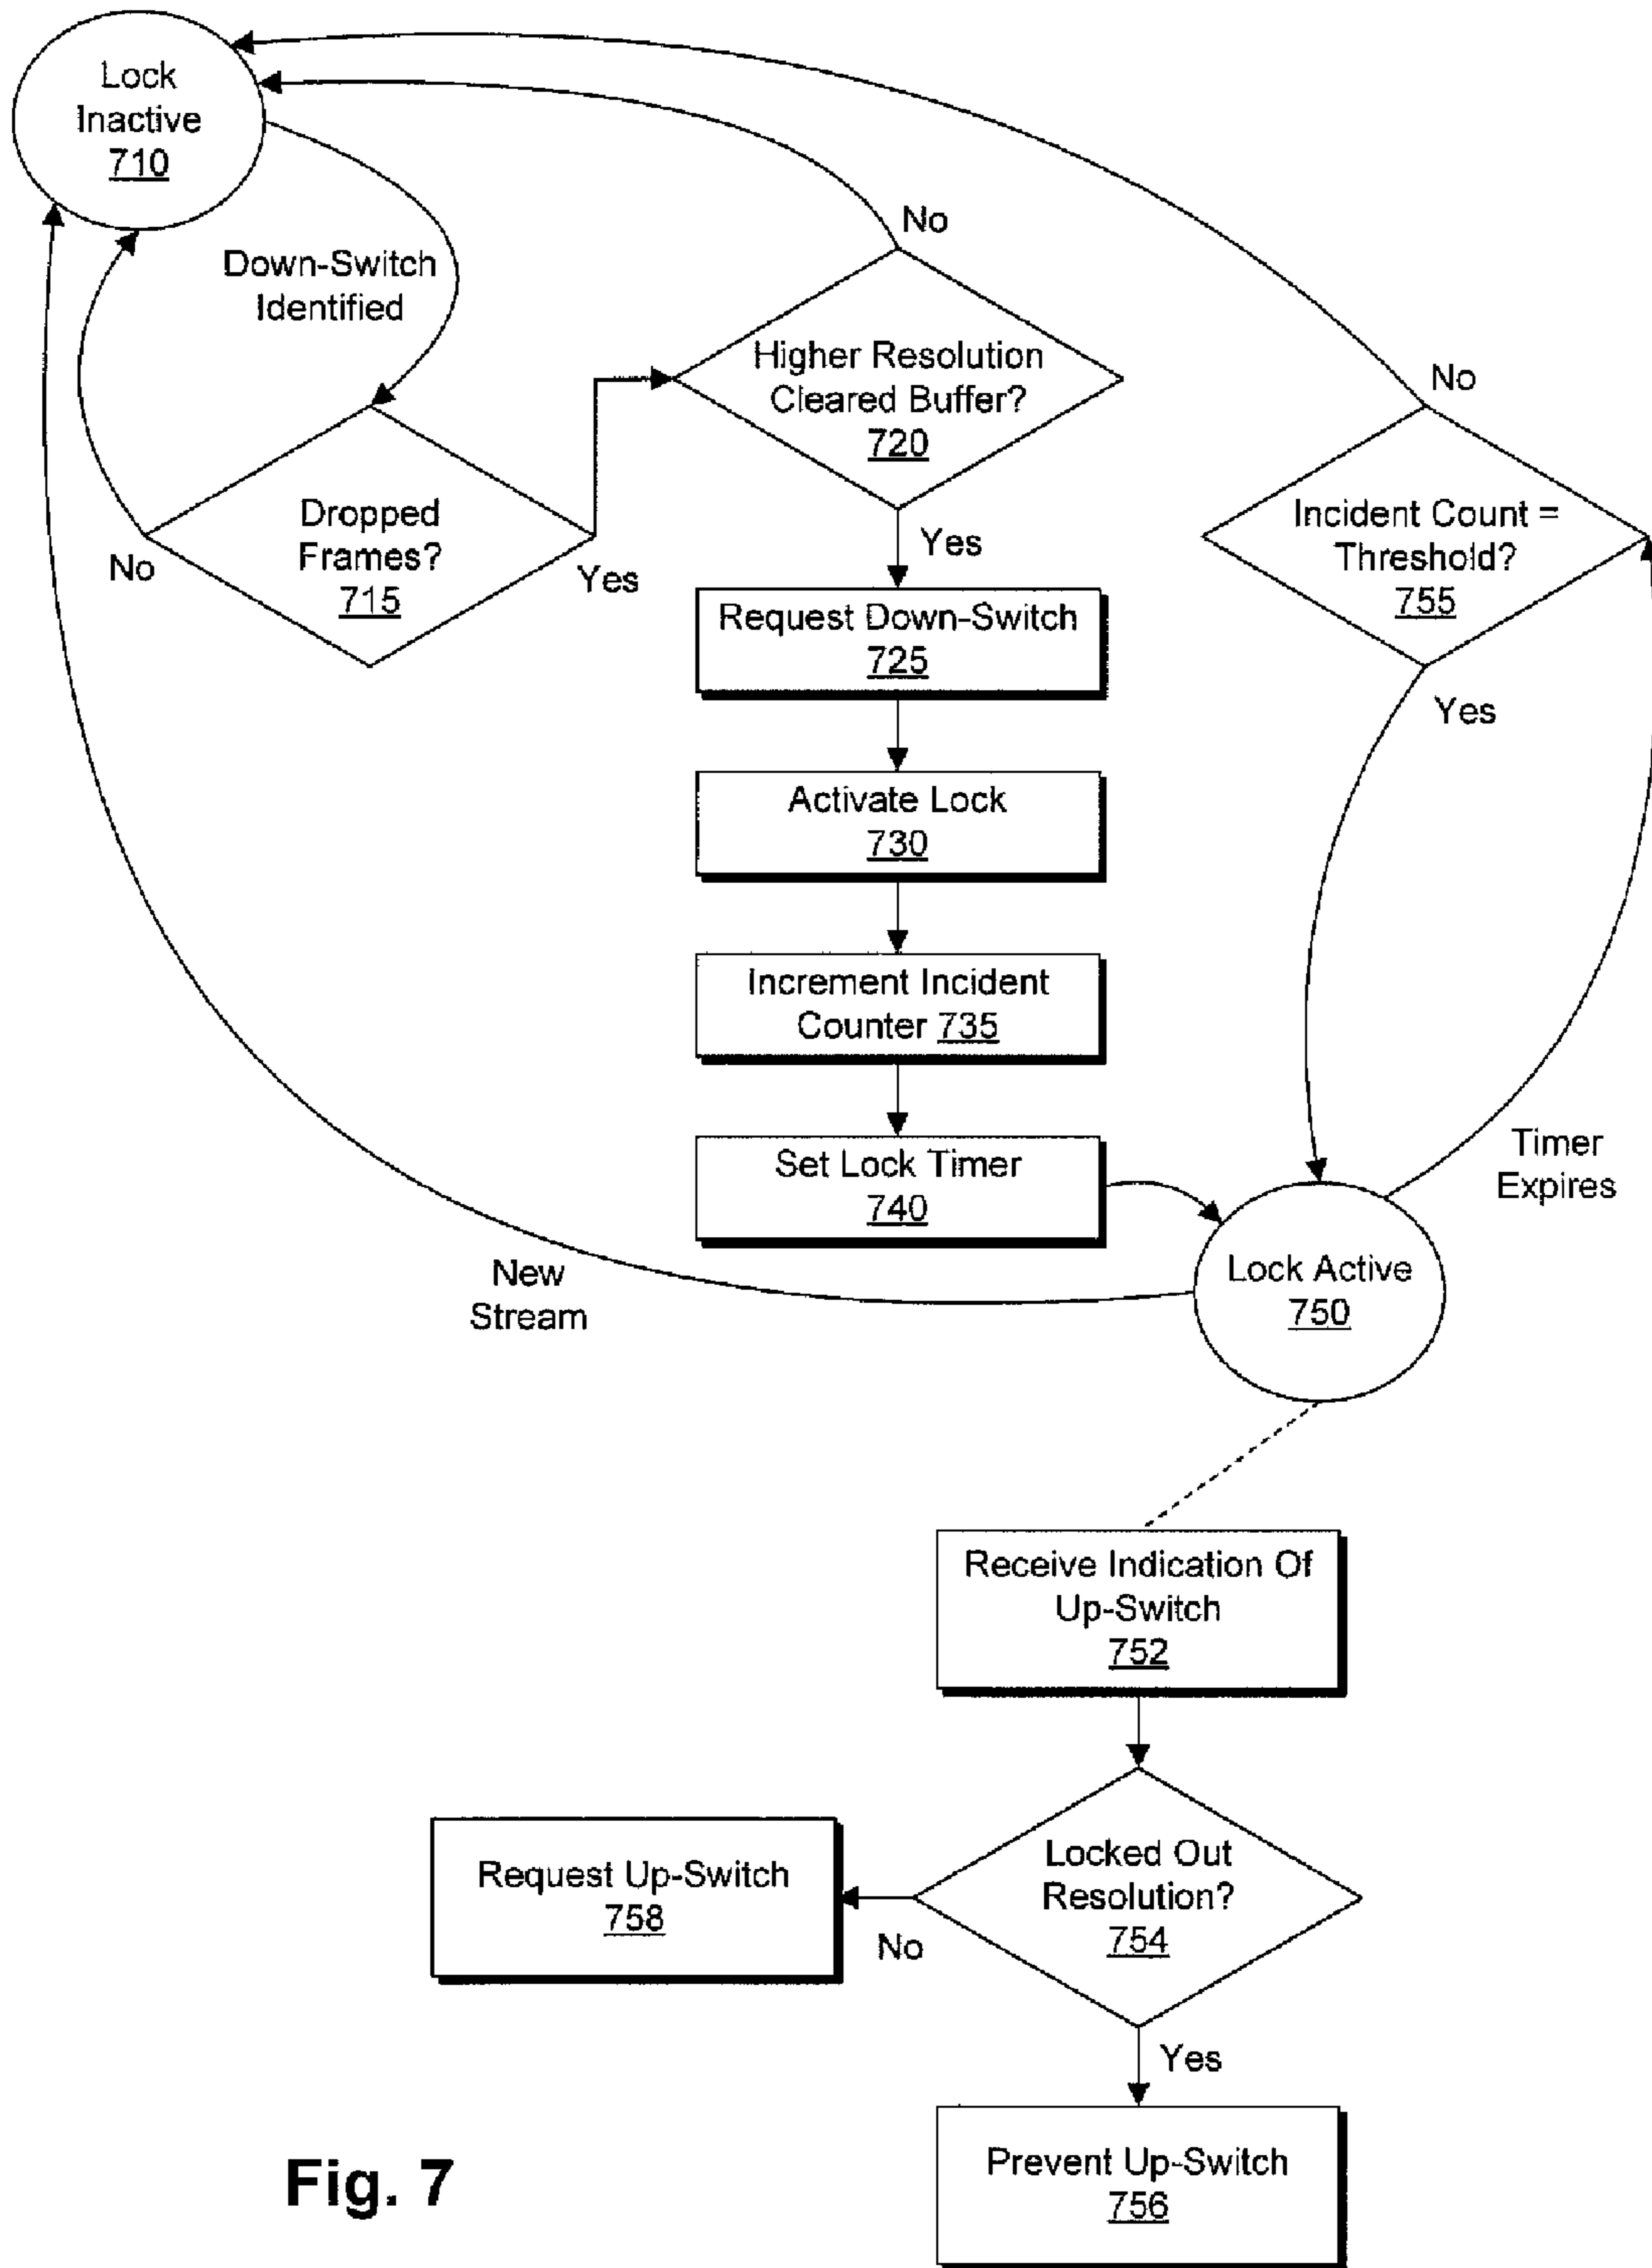 Lock
Inactive
710
No
Down-Switch
Identified
Higher Resolution
Cleared Buffer?
720
No
Dropped
Frames?
715
No
Yes
Incident Count =
Threshold?
755
Yes
Request Down-Switch
725
Yes
Activate Lock
730
Increment Incident
Counter 735
Set Lock Timer
740
Timer
Expires
New
Stream
Lock Active
750
Receive Indication Of
Up-Switch
752
Locked Out
Resolution?
754
Request Up-Switch
758
No
Yes
Prevent Up-Switch
756
Fig. 7